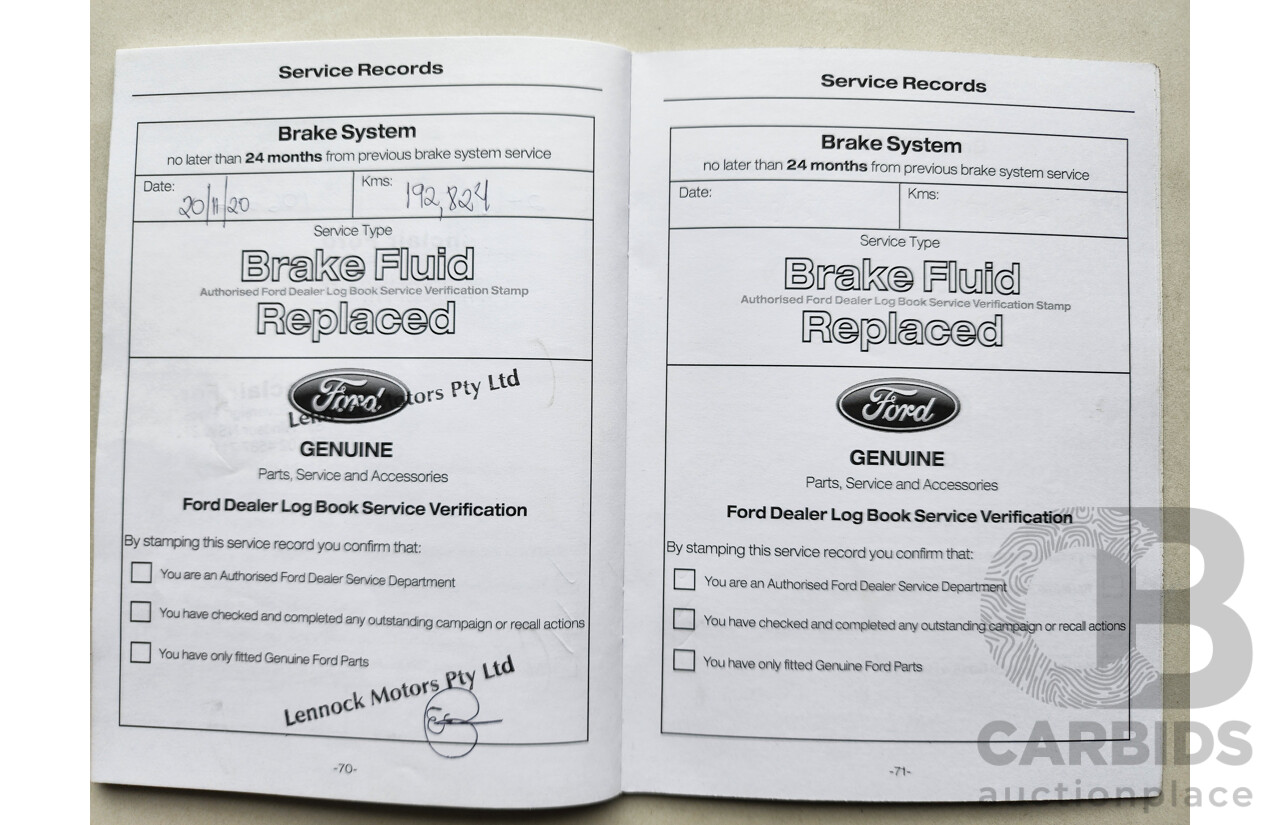 Service Records
Brake System
no later than 24 months from previous brake system service
Date: 20/11/20
Kms: 192,824
Service Type
Brake Fluid
Authorised Ford Dealer Log Book Service Verification Stamp
Replaced
Ford
Lennock Motors Pty Ltd
GENUINE
Parts, Service and Accessories
Ford Dealer Log Book Service Verification
By stamping this service record you confirm that:
You are an Authorised Ford Dealer Service Department
You have checked and completed any outstanding campaign or recall actions
You have only fitted Genuine Ford Parts
Lennock Motors Pty Ltd
-70-
Service Records
Brake System
no later than 24 months from previous brake system service
Date:
Kms:
Service Type
Brake Fluid
Authorised Ford Dealer Log Book Service Verification Stamp
Replaced
Ford
GENUINE
Parts, Service and Accessories
Ford Dealer Log Book Service Verification
By stamping this service record you confirm that:
You are an Authorised Ford Dealer Service Department
You have checked and completed any outstanding campaign or recall actions
You have only fitted Genuine Ford Parts
-71-
CARBIDS
auctionplace